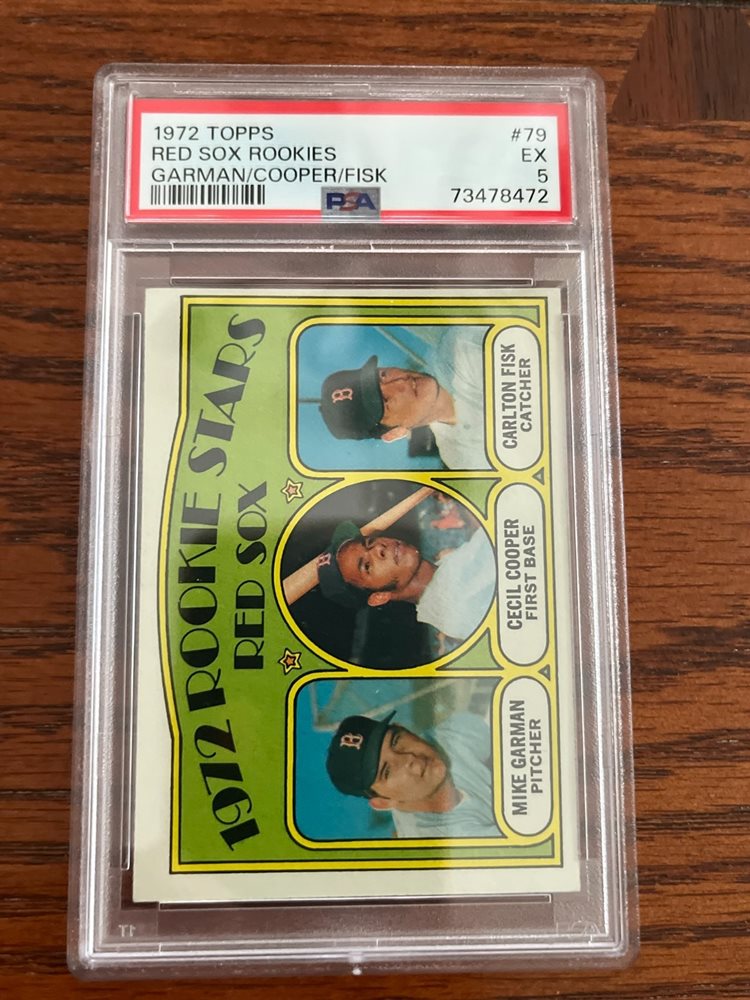 1972 TOPPS #79
RED SOX ROOKIES EX
GARMAN/COOPER/FISK 5
PSA 73478472
1972 ROOKIE STARS
RED SOX
B
B
B
MIKE GARMAN
PITCHER
CECIL COOPER
FIRST BASE
CARLTON FISK
CATCHER